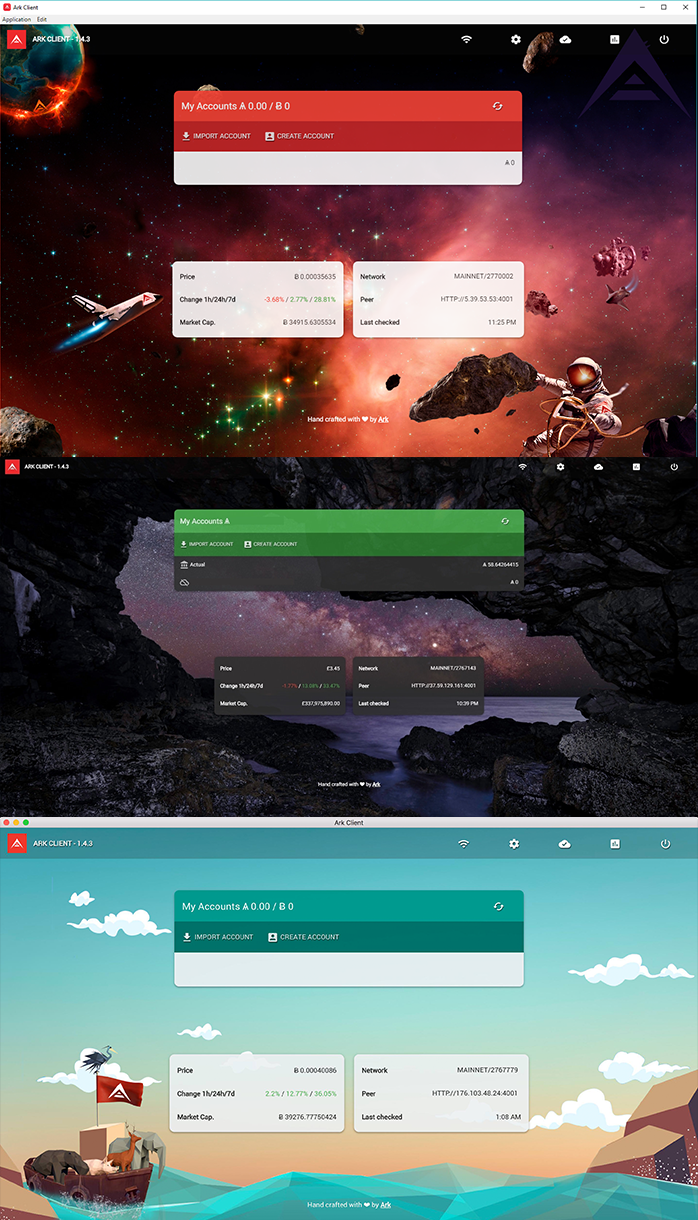 Ark Client
Application Edit
ARK CLIENT - 1.4.3
My Accounts Ѧ 0.00 / Ƀ 0
IMPORT ACCOUNT CREATE ACCOUNT
Ѧ 0
Price Ƀ 0.00035635
Change 1h/24h/7d -3.68% / 2.77% / 28.81%
Market Cap. Ƀ 34915.6305534
Network MAINNET/2770002
Peer HTTP://5.39.53.53:4001
Last checked 11:25 PM
Hand crafted with ❤ by Ark
ARK CLIENT - 1.4.3
My Accounts Ѧ
IMPORT ACCOUNT CREATE ACCOUNT
Actual Ѧ 58.64264415
Ѧ 0
Price £3.45
Change 1h/24h/7d -1.77% / 13.08% / 33.47%
Market Cap. £337,975,890.00
Network MAINNET/2767143
Peer HTTP://37.59.129.161:4001
Last checked 10:39 PM
Hand crafted with ❤ by Ark
Ark Client
ARK CLIENT - 1.4.3
My Accounts Ѧ 0.00 / Ƀ 0
IMPORT ACCOUNT CREATE ACCOUNT
Price Ƀ 0.00040086
Change 1h/24h/7d 2.2% / 12.77% / 36.05%
Market Cap. Ƀ 39276.77750424
Network MAINNET/2767779
Peer HTTP://176.103.48.24:4001
Last checked 1:08 AM
Hand crafted with ❤ by Ark